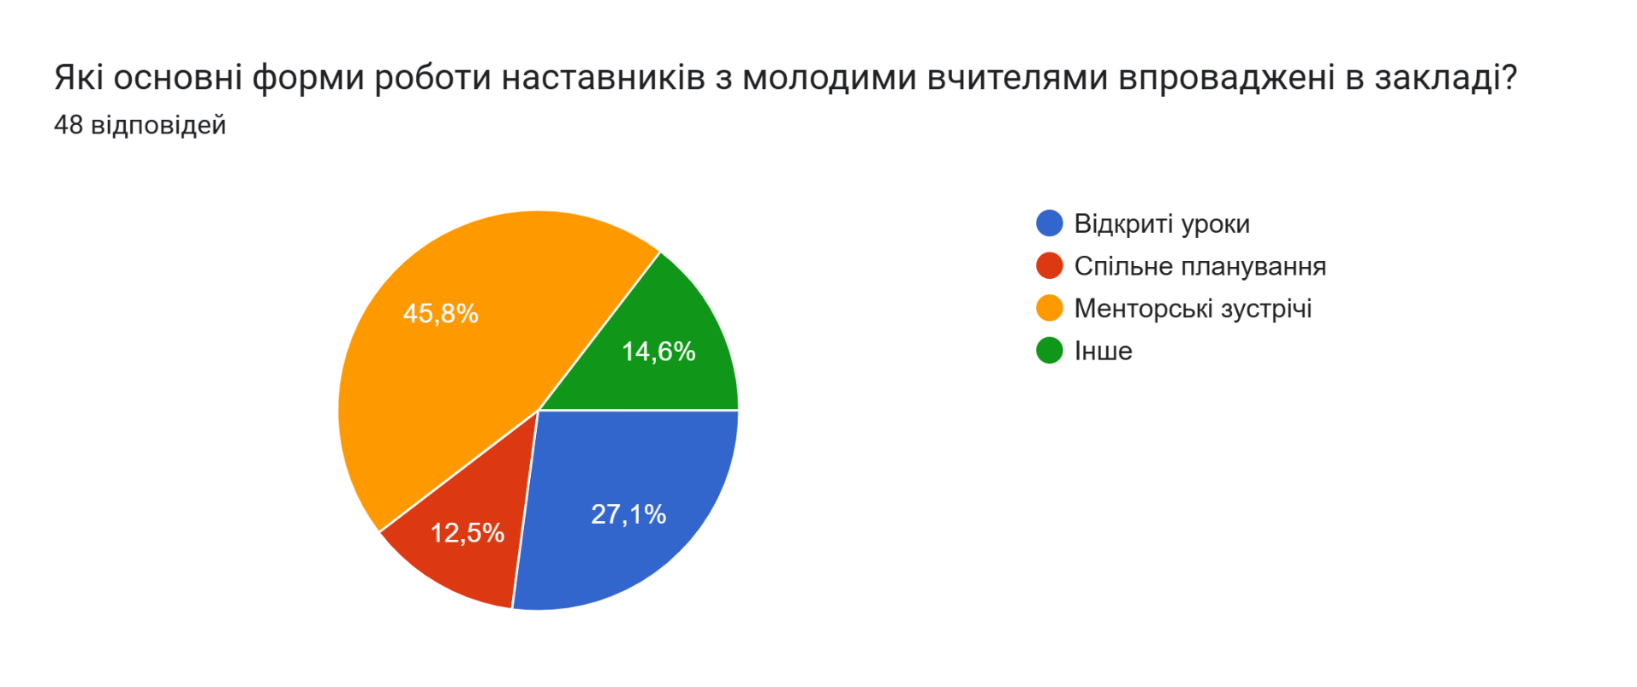 Які основні форми роботи наставників з молодими вчителями впроваджені в закладі?
48 відповідей
45,8%
14,6%
27,1%
12,5%
Відкриті уроки
Спільне планування
Менторські зустрічі
Інше